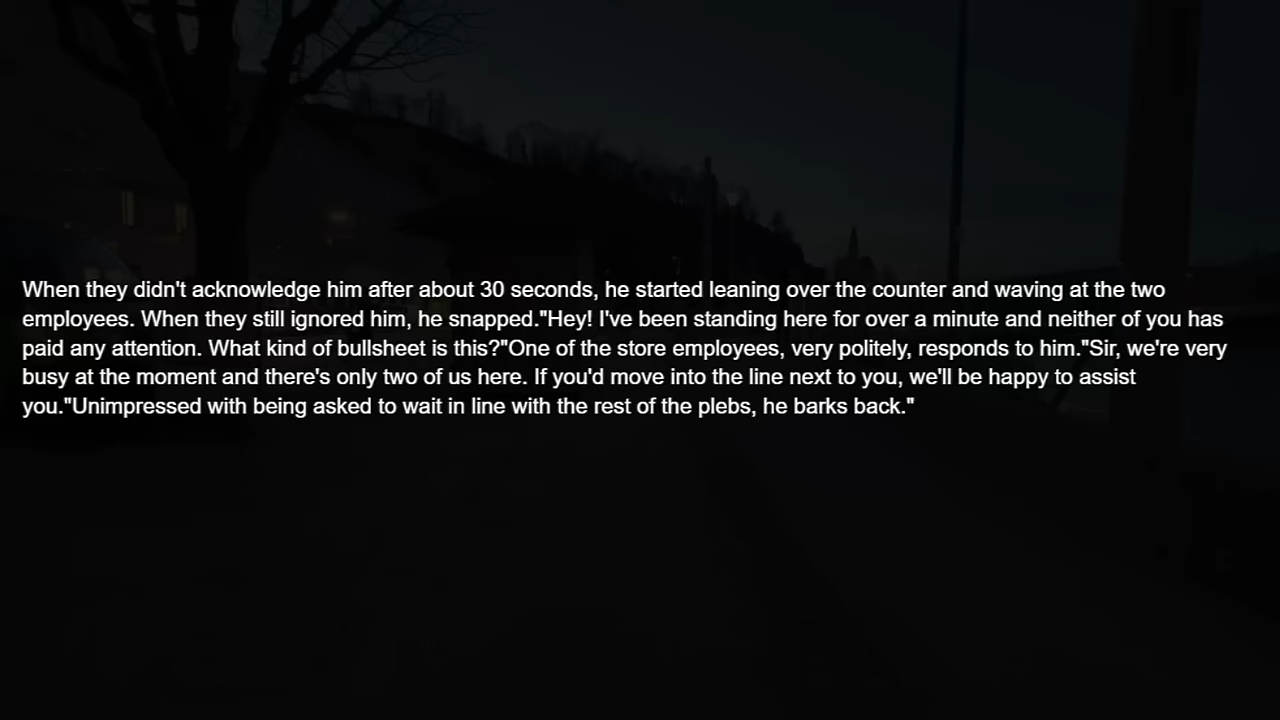 When they didn't acknowledge him after about 30 seconds, he started leaning over the counter and waving at the two
employees. When they still ignored him, he snapped."Hey! I've been standing here for over a minute and neither of you has
paid any attention. What kind of bullsheet is this?"One of the store employees, very politely, responds to him."Sir, we're very
busy at the moment and there's only two of us here. If you'd move into the line next to you, we'll be happy to assist
you."Unimpressed with being asked to wait in line with the rest of the plebs, he barks back."